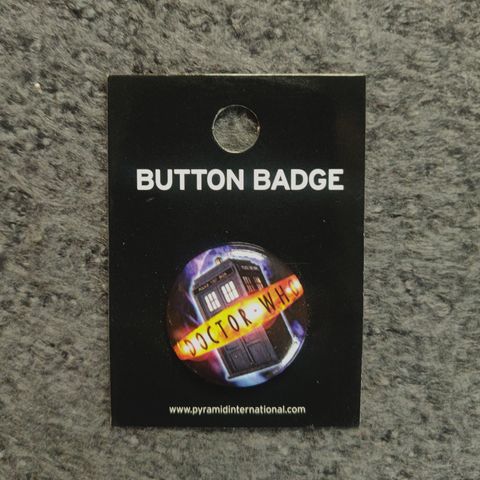 BUTTON BADGE
DOCTOR·WHO
www.pyramidinternational.com